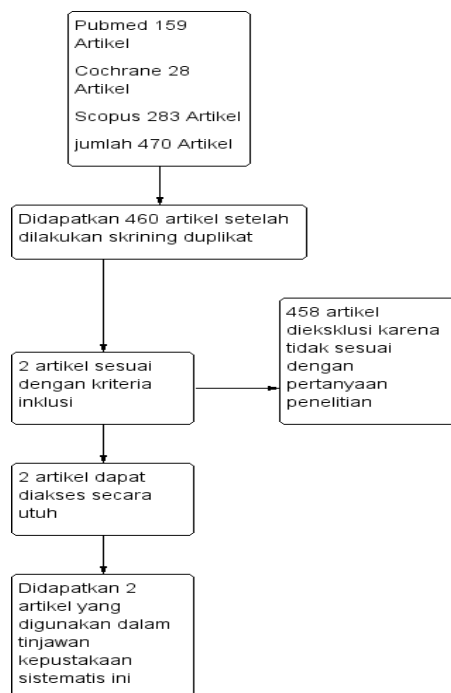 Pubmed 159
Artikel
Cochrane 28
Artikel
Scopus 283 Artikel
jumlah 470 Artikel
Didapatkan 460 artikel setelah
dilakukan skrining duplikat
458 artikel
dieksklusi karena
tidak sesuai
dengan
pertanyaan
penelitian
2 artikel sesuai
dengan kriteria
inklusi
2 artikel dapat
diakses secara
utuh
Didapatkan 2
artikel yang
digunakan dalam
tinjawan
kepustakaan
sistematis ini